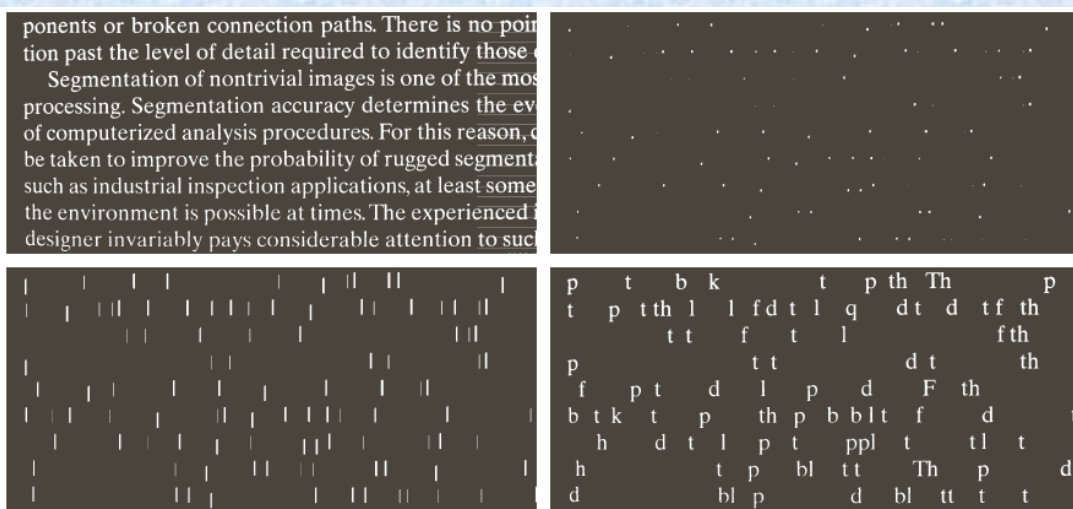 ponents or broken connection paths. There is no poin
tion past the level of detail required to identify those
Segmentation of nontrivial images is one of the mos
processing. Segmentation accuracy determines the ev
of computerized analysis procedures. For this reason,
be taken to improve the probability of rugged segment
such as industrial inspection applications, at least some
the environment is possible at times. The experienced
designer invariably pays considerable attention to suc
p t b k t p th Th p
t p t th l l f d t l q d t d t f th
t t f t l f th
p t t d t th
f p t d l p d F th
b t k t p th p b b l t f d
h d t l p t ppl t t l t
h t p bl t t Th p d
d bl p d bl tt t t